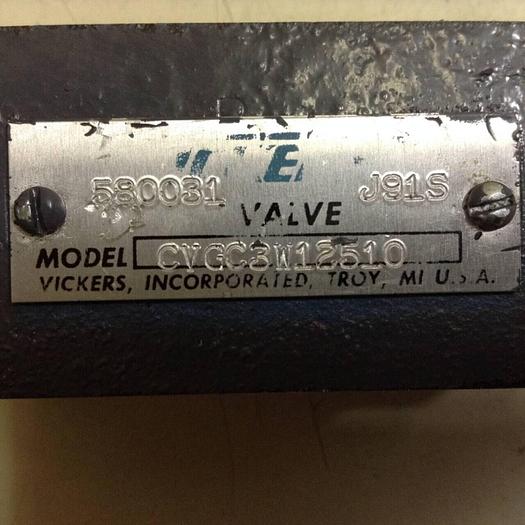 580031 J91S
VALVE
MODEL CVGC3W12510
VICKERS, INCORPORATED, TROY, MI U.S.A.